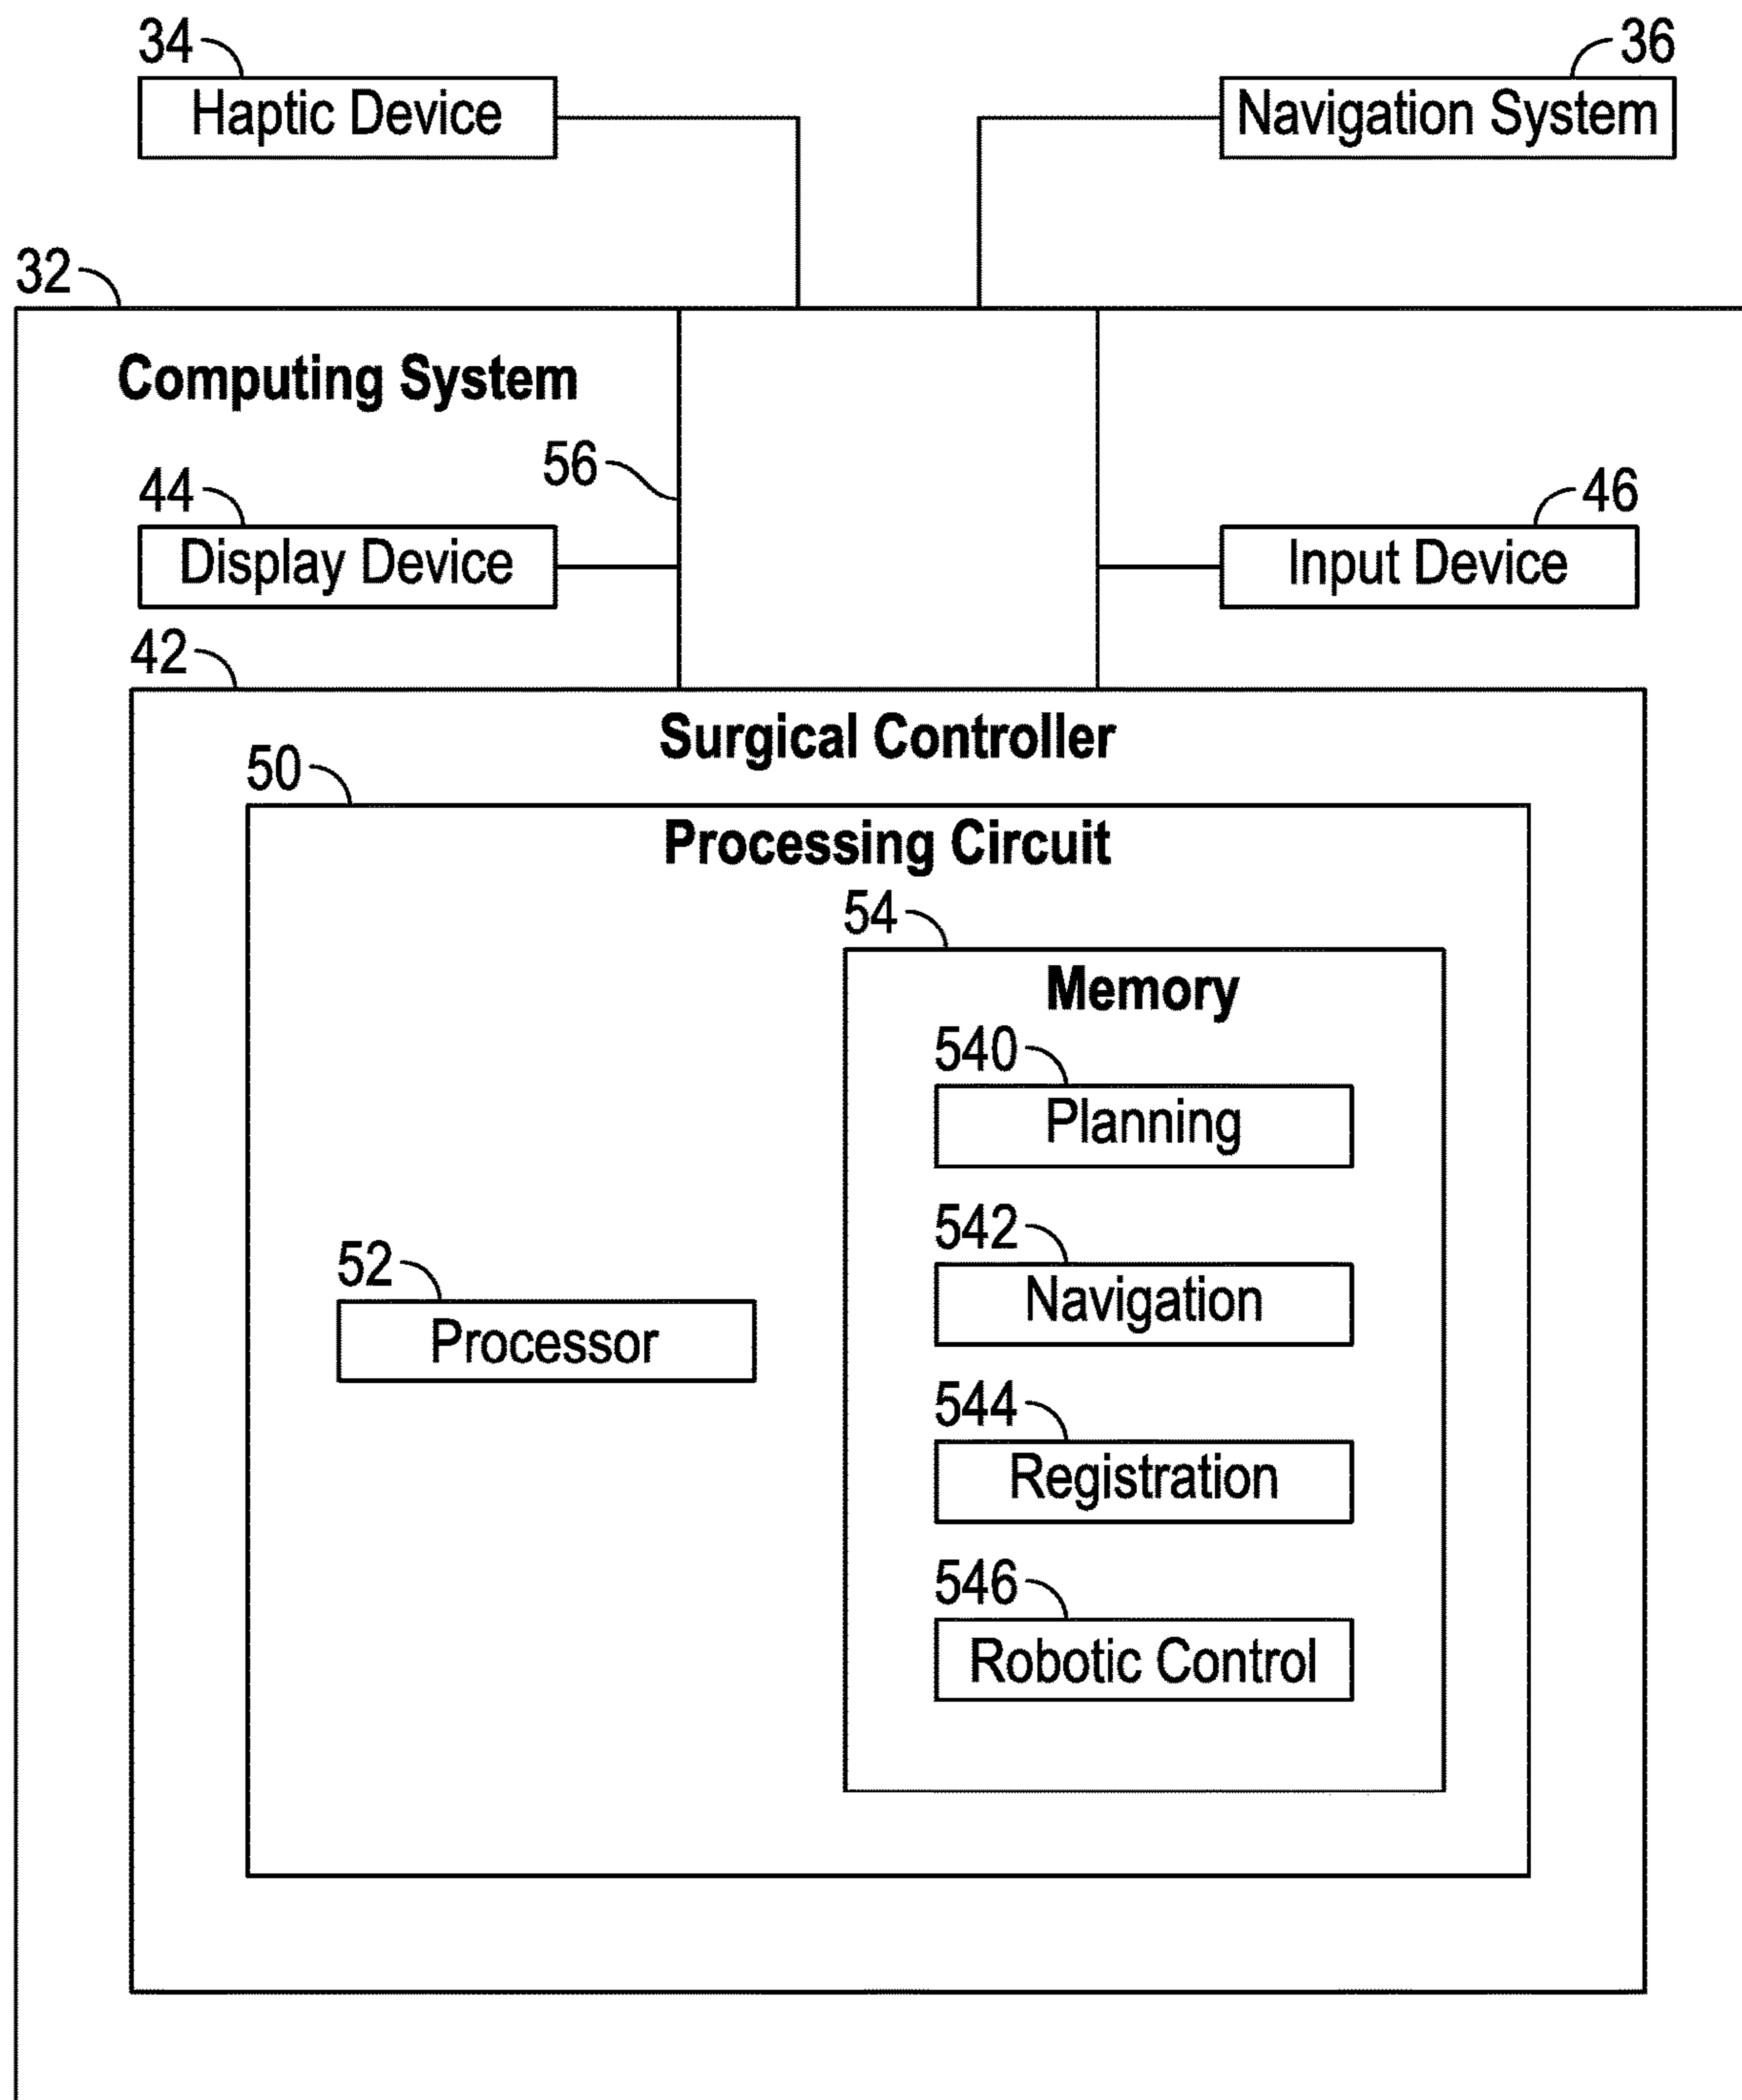 34
Haptic Device
36
Navigation System
32
Computing System
56
44
Display Device
46
Input Device
42
Surgical Controller
50
Processing Circuit
54
Memory
540
Planning
542
Navigation
52
Processor
544
Registration
546
Robotic Control